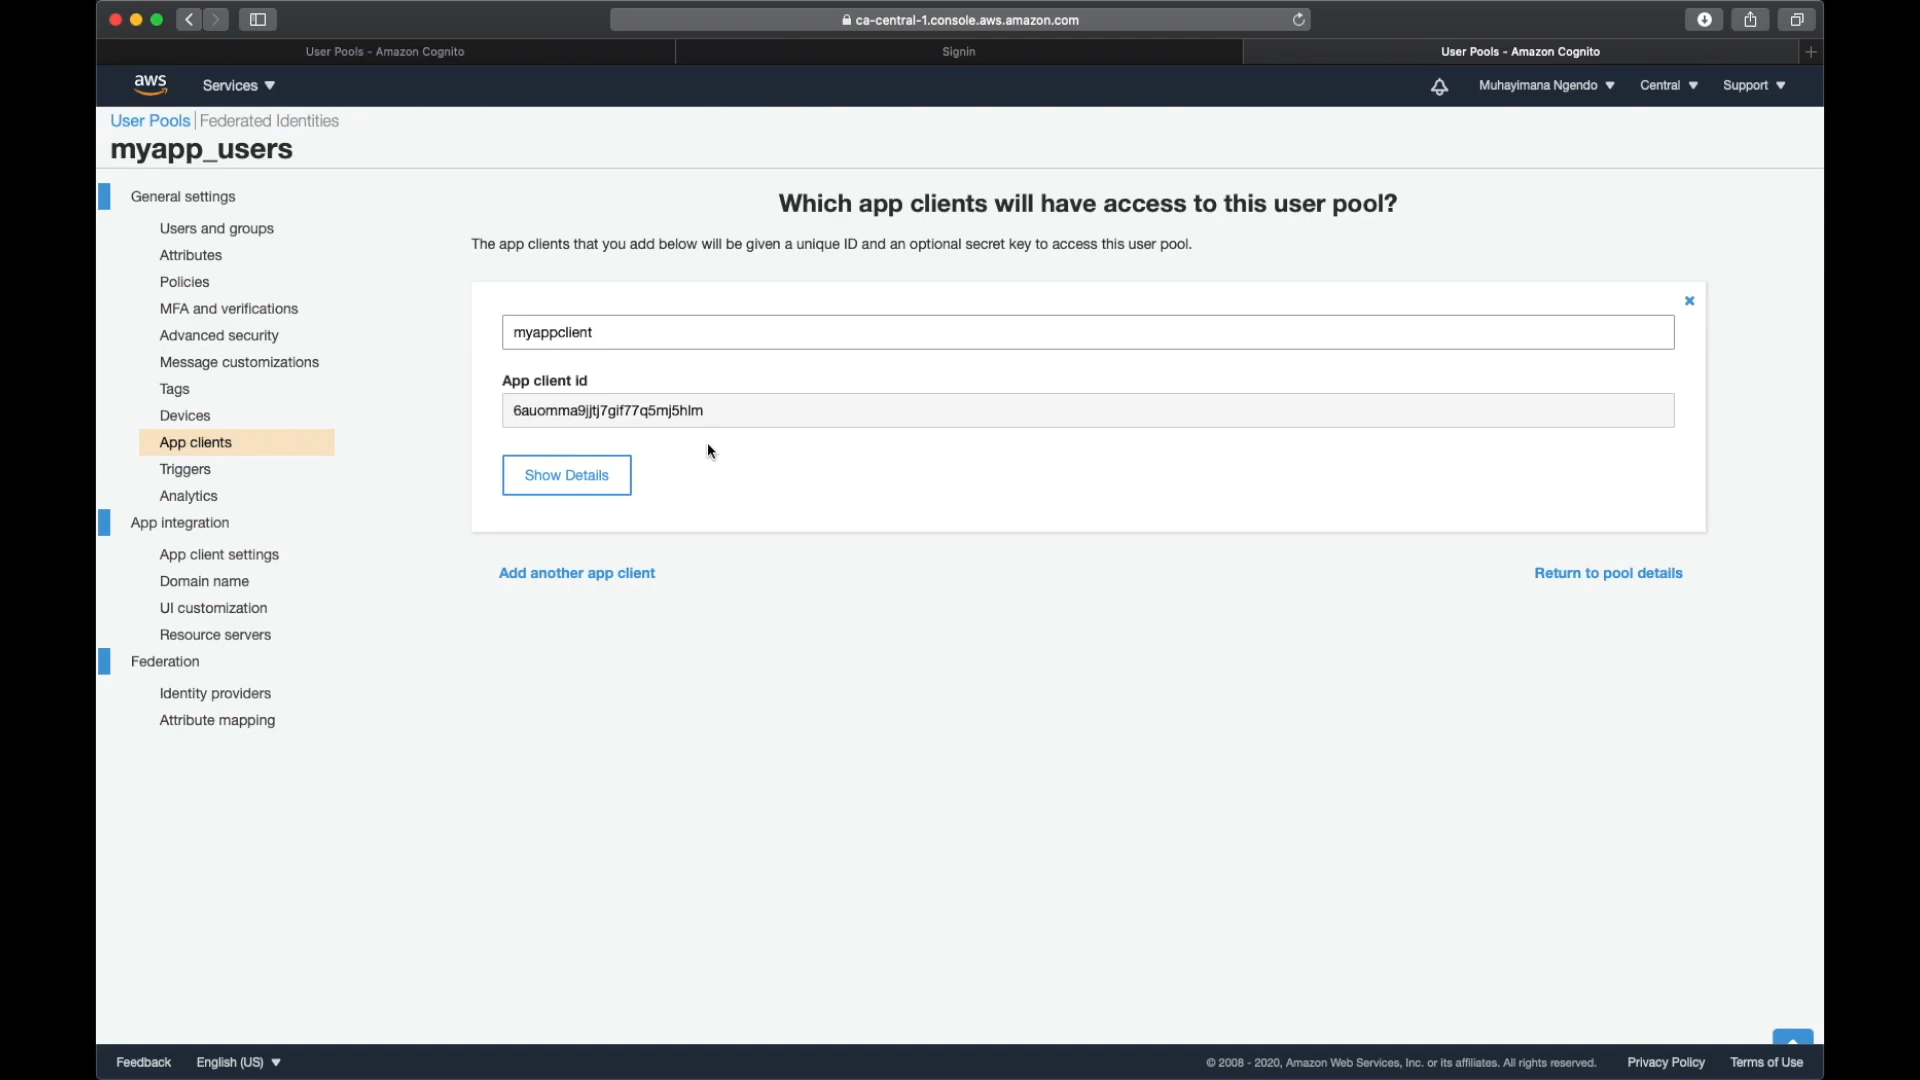 ca-central-1.console.aws.amazon.com
User Pools - Amazon Cognito
Signin
User Pools - Amazon Cognito
aws
Services
Muhayimana Ngendo
Central
Support
User Pools
Federated Identities
myapp_users
General settings
Users and groups
Attributes
Policies
MFA and verifications
Advanced security
Message customizations
Tags
Devices
App clients
Triggers
Analytics
App integration
App client settings
Domain name
UI customization
Resource servers
Federation
Identity providers
Attribute mapping
Which app clients will have access to this user pool?
The app clients that you add below will be given a unique ID and an optional secret key to access this user pool.
myappclient
App client id
6auomma9jjtj7gif77q5mj5hlm
Show Details
Add another app client
Return to pool details
Feedback
English (US)
© 2008 - 2020, Amazon Web Services, Inc. or its affiliates. All rights reserved.
Privacy Policy
Terms of Use